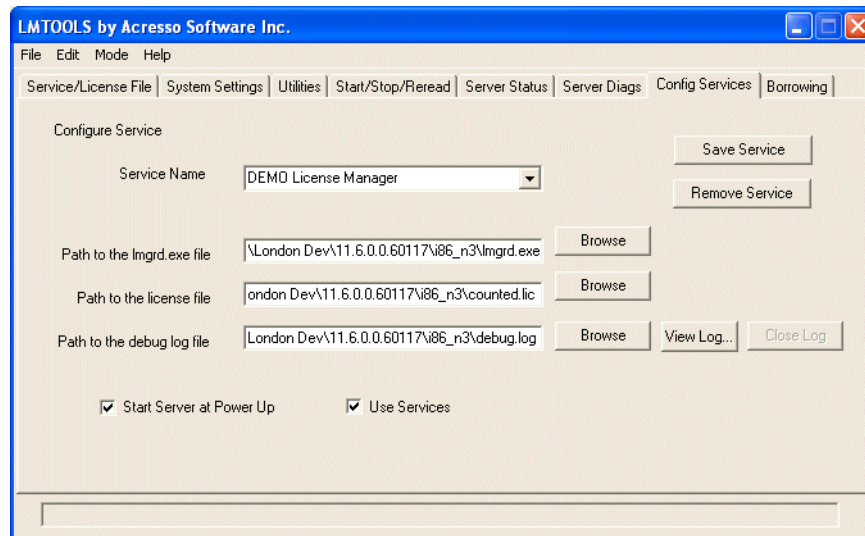 LMTOOLS by Acresso Software Inc.
File Edit Mode Help
Service/License File System Settings Utilities Start/Stop/Reread Server Status Server Diags Config Services Borrowing
Configure Service
Save Service
Service Name DEMO License Manager
Remove Service
Path to the lmgrd.exe file \London Dev\11.6.0.0.60117\i86_n3\lmgrd.exe Browse
Path to the license file ondon Dev\11.6.0.0.60117\i86_n3\counted.lic Browse
Path to the debug log file London Dev\11.6.0.0.60117\i86_n3\debug.log Browse View Log... Close Log
Start Server at Power Up Use Services